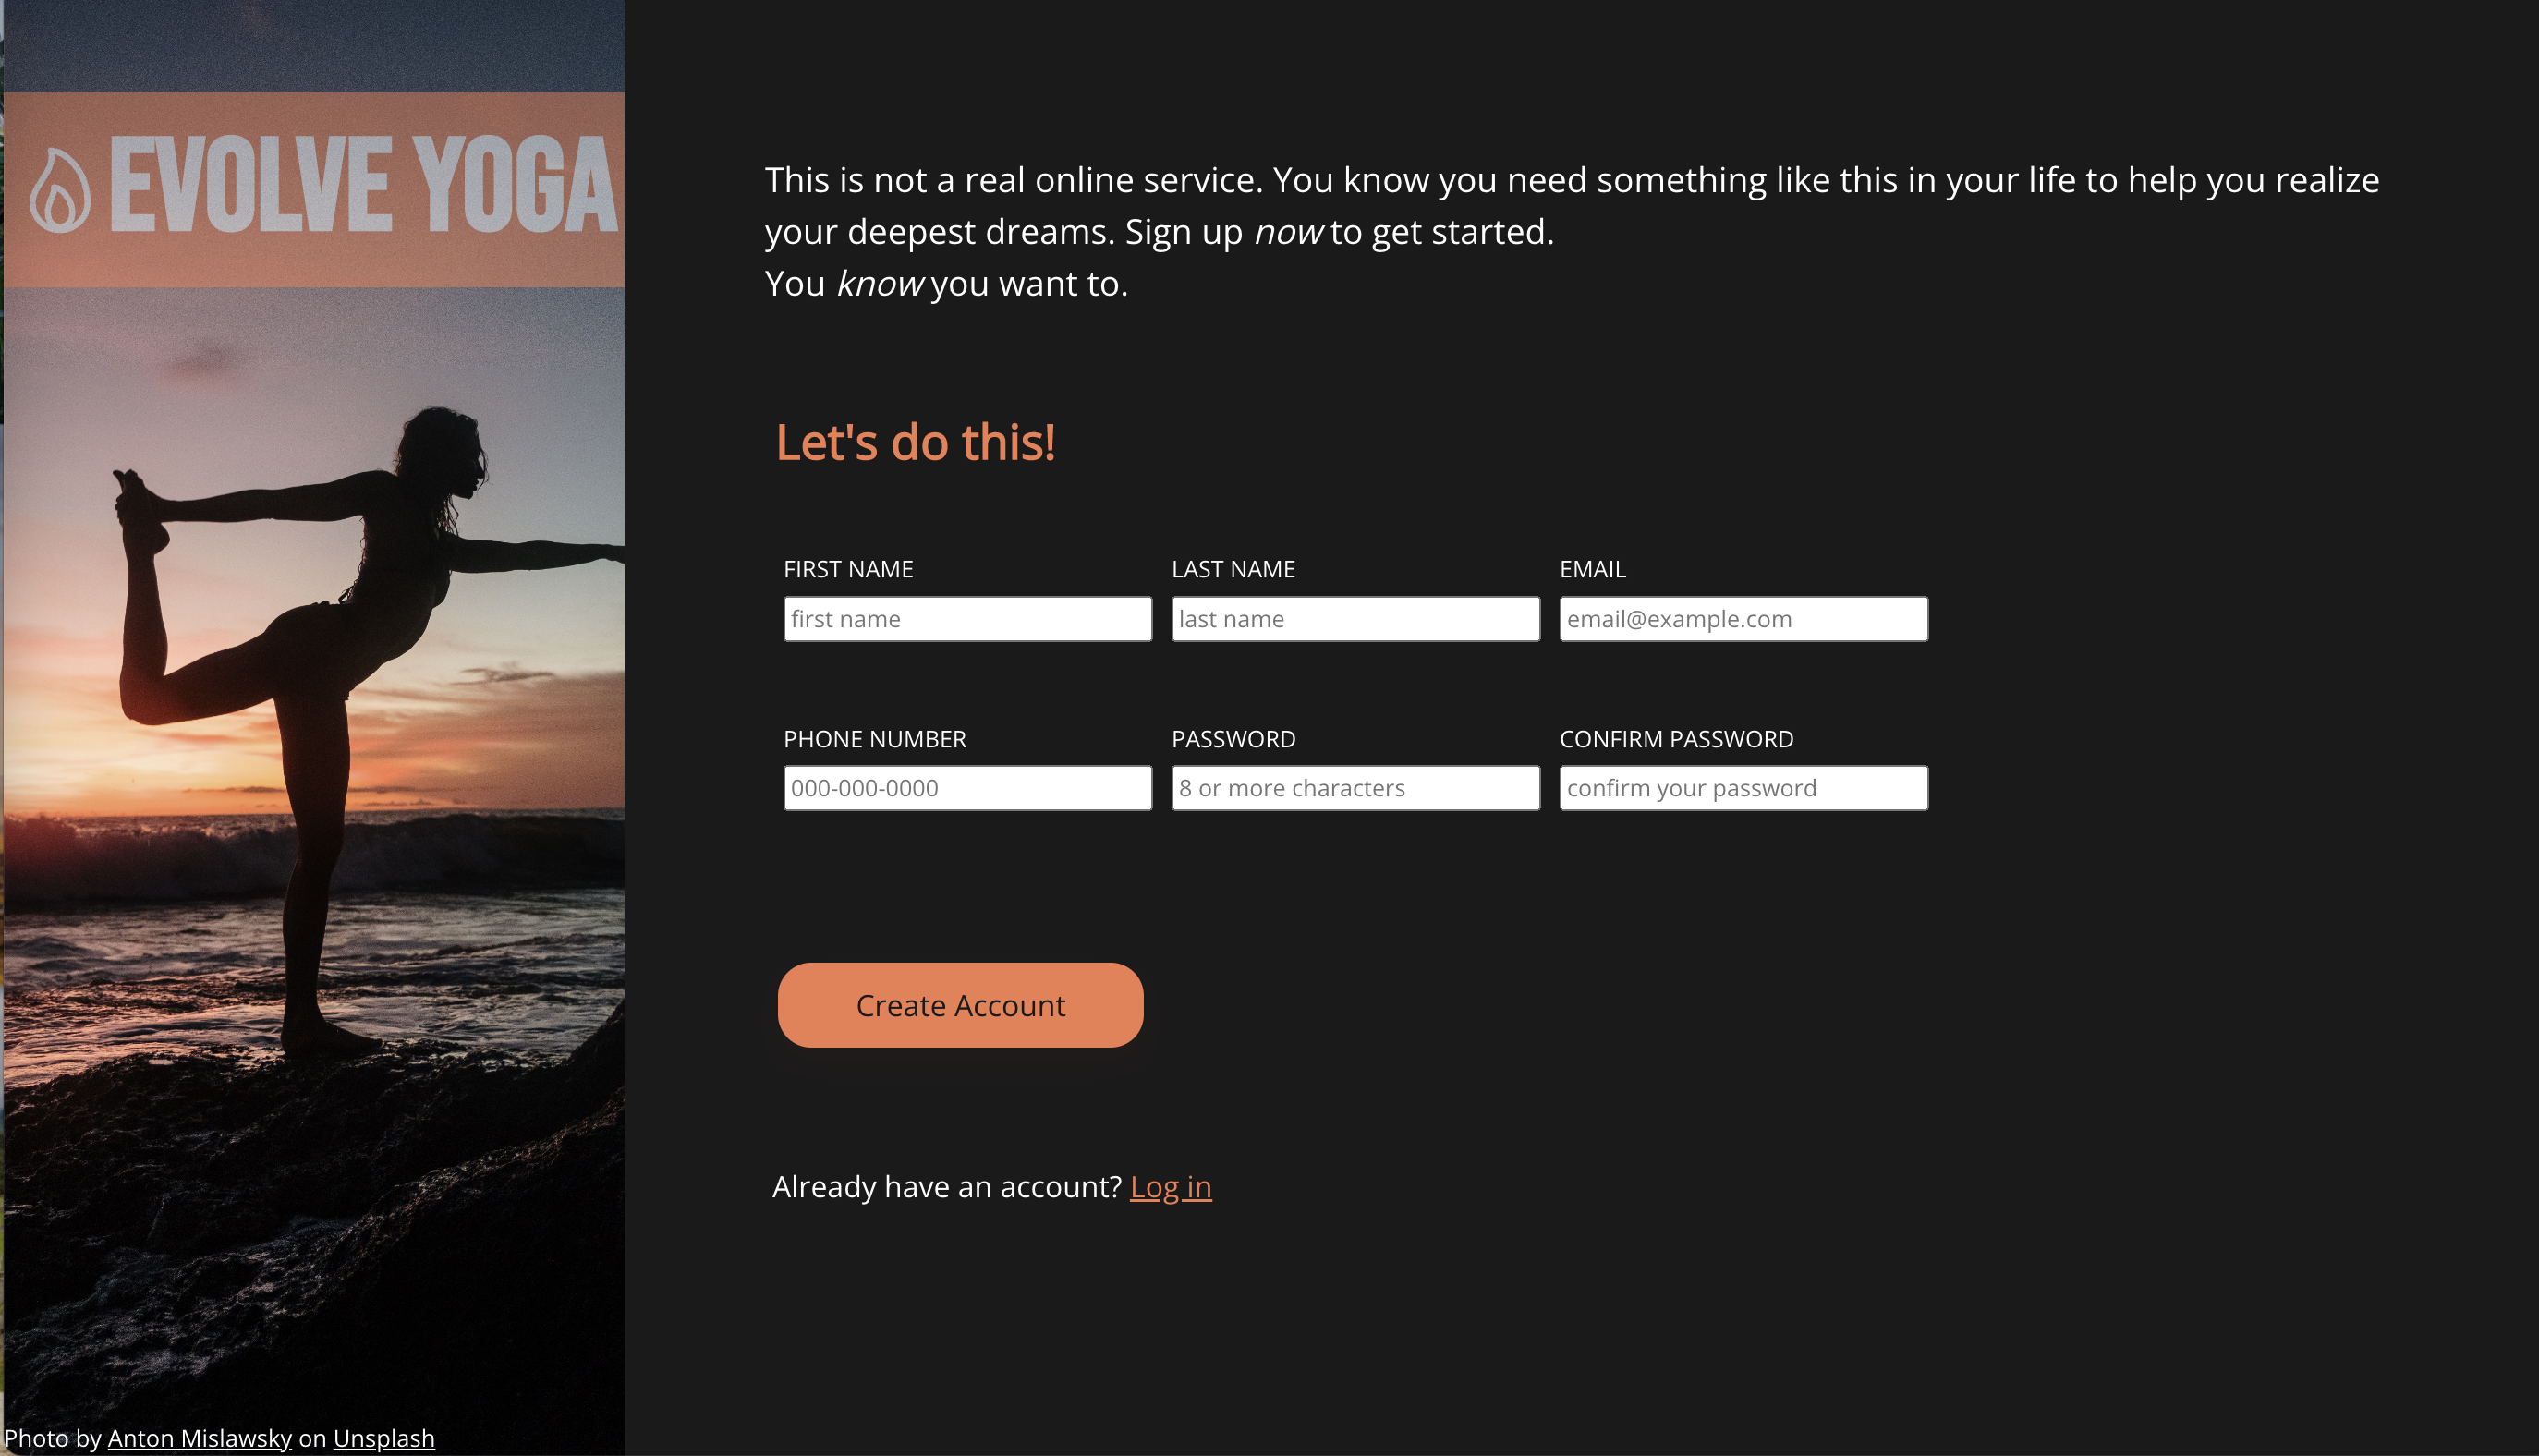 EVOLVE YOGA
This is not a real online service. You know you need something like this in your life to help you realize
your deepest dreams. Sign up now to get started.
You know you want to.
Let's do this!
FIRST NAME LAST NAME EMAIL
first name last name email@example.com
PHONE NUMBER PASSWORD CONFIRM PASSWORD
000-000-0000 8 or more characters confirm your password
Create Account
Already have an account? Log in
Photo by Anton Mislawsky on Unsplash